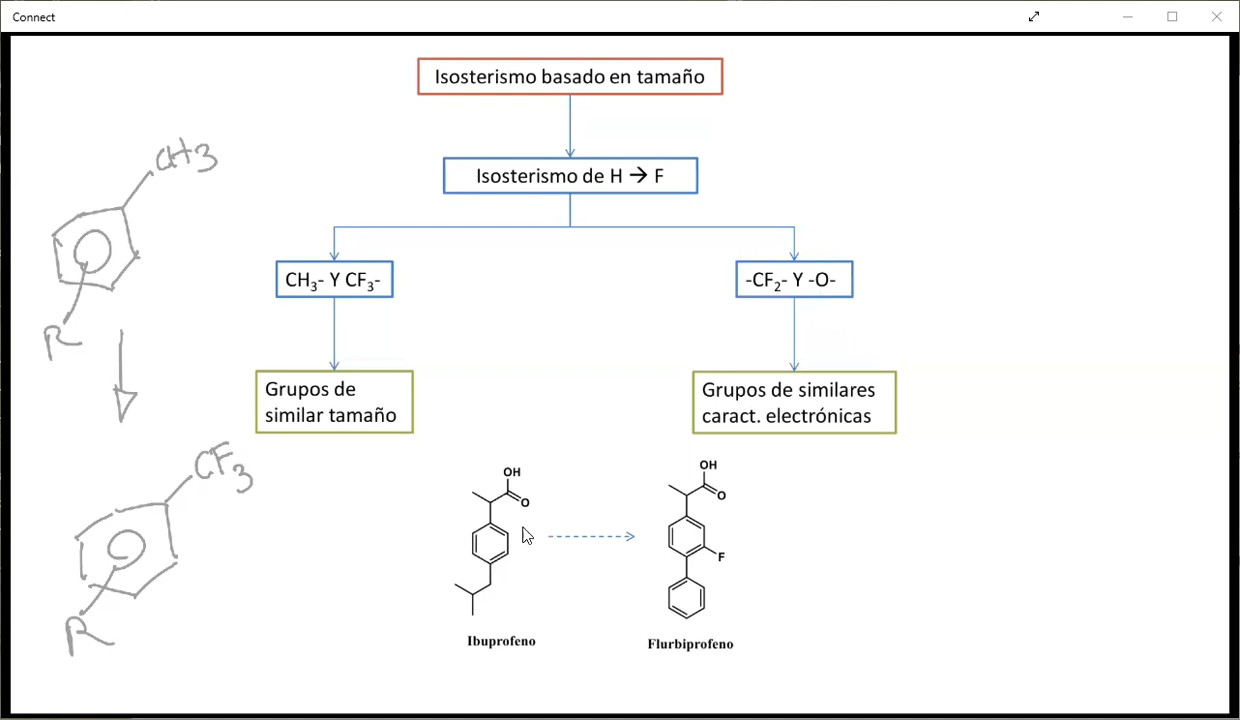 Connect
Isosterismo basado en tamaño
Isosterismo de H → F
CH₃- Y CF₃-
-CF₂- Y -O-
Grupos de
similar tamaño
Grupos de similares
caract. electrónicas
CH3
R
CF3
R
OH
O
Ibuprofeno
OH
O
F
Flurbiprofeno